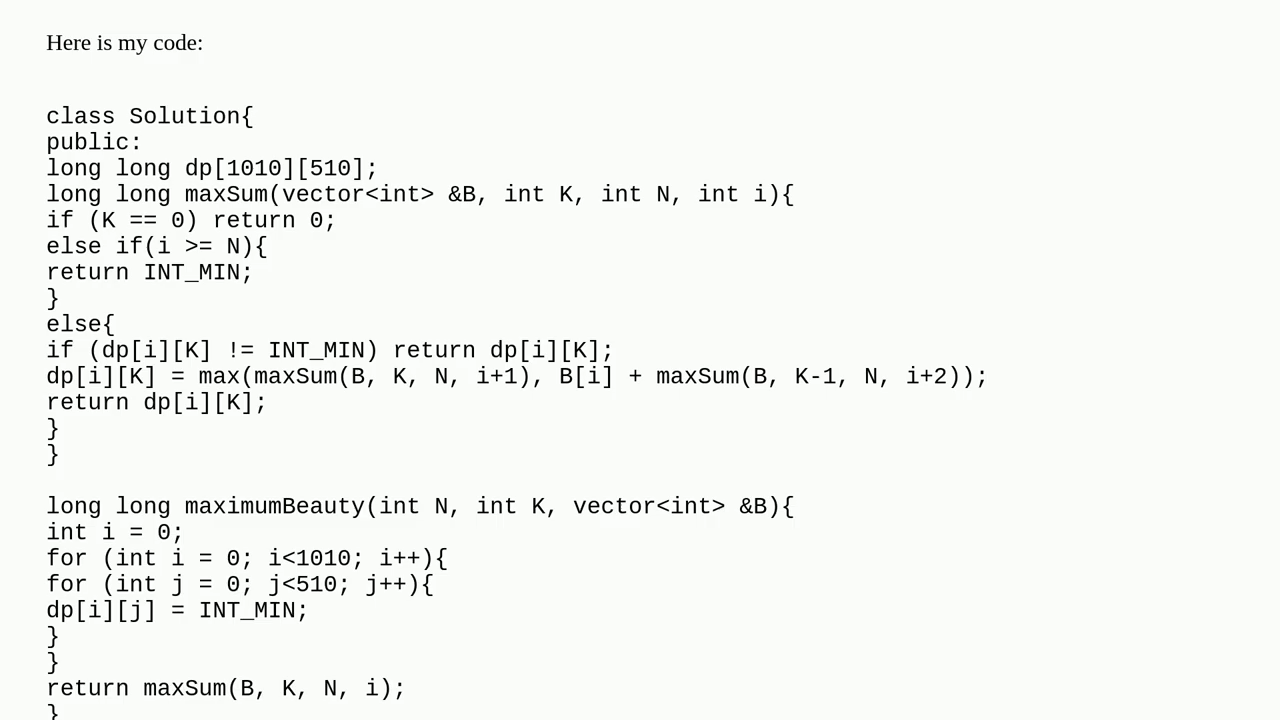 Here is my code:
class Solution{
public:
long long dp[1010][510];
long long maxSum(vector<int> &B, int K, int N, int i){
if (K == 0) return 0;
else if(i >= N){
return INT_MIN;
}
else{
if (dp[i][K] != INT_MIN) return dp[i][K];
dp[i][K] = max(maxSum(B, K, N, i+1), B[i] + maxSum(B, K-1, N, i+2));
return dp[i][K];
}
}
long long maximumBeauty(int N, int K, vector<int> &B){
int i = 0;
for (int i = 0; i<1010; i++){
for (int j = 0; j<510; j++){
dp[i][j] = INT_MIN;
}
}
return maxSum(B, K, N, i);
}